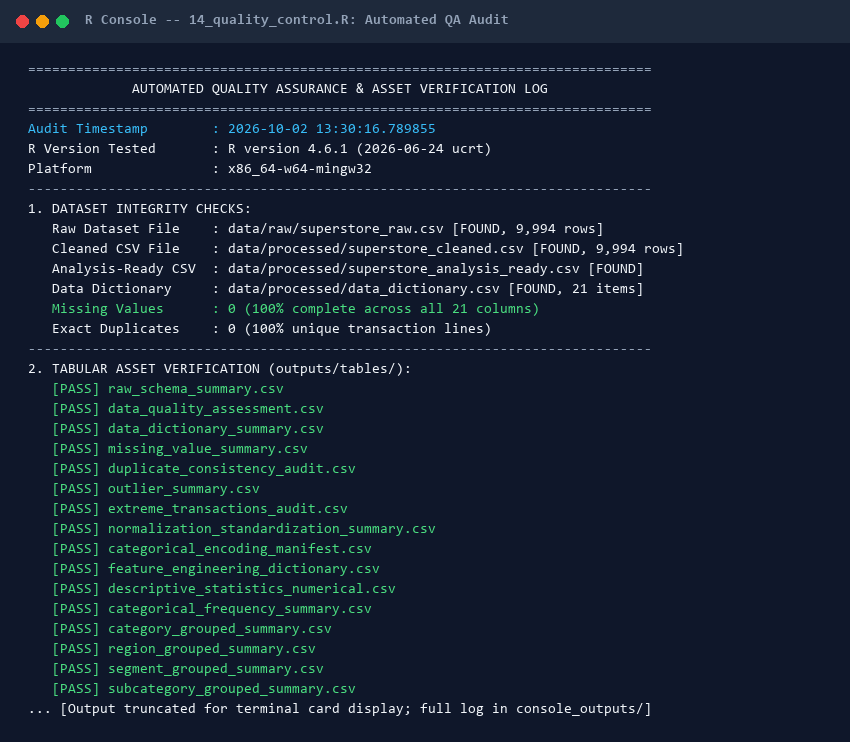 R Console -- 14_quality_control.R: Automated QA Audit
==============================================================================
AUTOMATED QUALITY ASSURANCE & ASSET VERIFICATION LOG
==============================================================================
Audit Timestamp        : 2026-10-02 13:30:16.789855
R Version Tested       : R version 4.6.1 (2026-06-24 ucrt)
Platform               : x86_64-w64-mingw32
------------------------------------------------------------------------------
1. DATASET INTEGRITY CHECKS:
   Raw Dataset File    : data/raw/superstore_raw.csv [FOUND, 9,994 rows]
   Cleaned CSV File    : data/processed/superstore_cleaned.csv [FOUND, 9,994 rows]
   Analysis-Ready CSV  : data/processed/superstore_analysis_ready.csv [FOUND]
   Data Dictionary     : data/processed/data_dictionary.csv [FOUND, 21 items]
   Missing Values      : 0 (100% complete across all 21 columns)
   Exact Duplicates    : 0 (100% unique transaction lines)
------------------------------------------------------------------------------
2. TABULAR ASSET VERIFICATION (outputs/tables/):
   [PASS] raw_schema_summary.csv
   [PASS] data_quality_assessment.csv
   [PASS] data_dictionary_summary.csv
   [PASS] missing_value_summary.csv
   [PASS] duplicate_consistency_audit.csv
   [PASS] outlier_summary.csv
   [PASS] extreme_transactions_audit.csv
   [PASS] normalization_standardization_summary.csv
   [PASS] categorical_encoding_manifest.csv
   [PASS] feature_engineering_dictionary.csv
   [PASS] descriptive_statistics_numerical.csv
   [PASS] categorical_frequency_summary.csv
   [PASS] category_grouped_summary.csv
   [PASS] region_grouped_summary.csv
   [PASS] segment_grouped_summary.csv
   [PASS] subcategory_grouped_summary.csv
... [Output truncated for terminal card display; full log in console_outputs/]